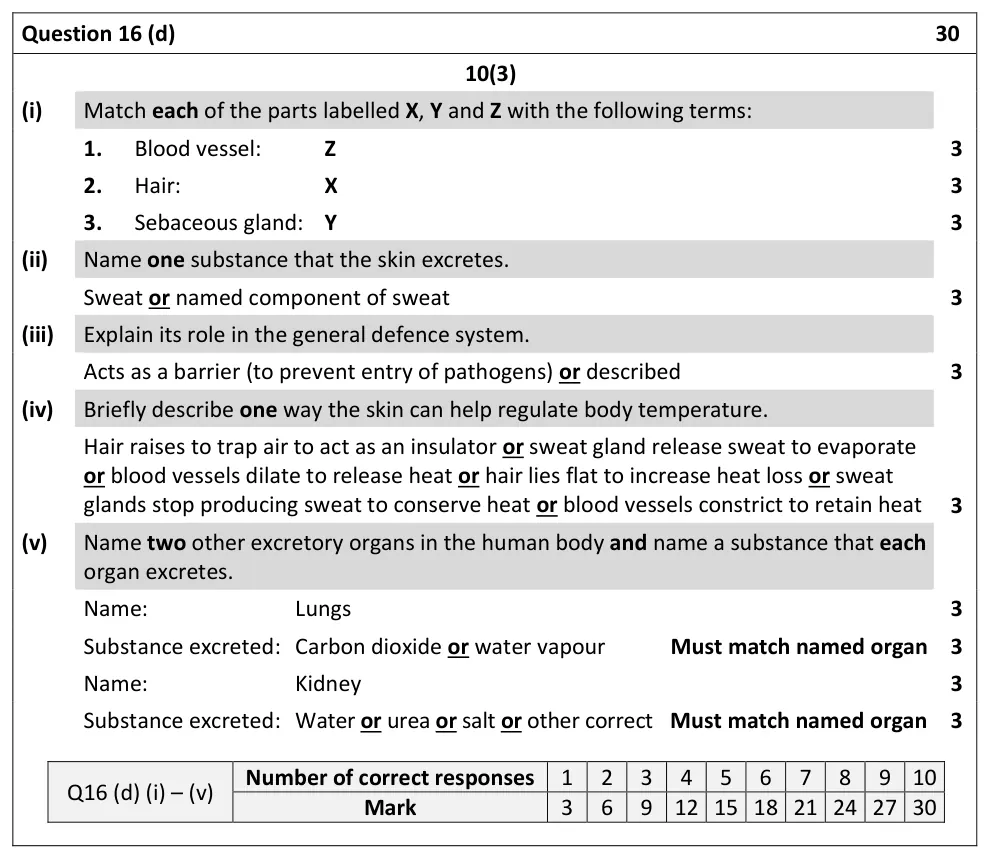 Question 16 (d) 30
10(3)
(i) Match each of the parts labelled X, Y and Z with the following terms:
1. Blood vessel: Z 3
2. Hair: X 3
3. Sebaceous gland: Y 3
(ii) Name one substance that the skin excretes.
Sweat or named component of sweat 3
(iii) Explain its role in the general defence system.
Acts as a barrier (to prevent entry of pathogens) or described 3
(iv) Briefly describe one way the skin can help regulate body temperature.
Hair raises to trap air to act as an insulator or sweat gland release sweat to evaporate
or blood vessels dilate to release heat or hair lies flat to increase heat loss or sweat
glands stop producing sweat to conserve heat or blood vessels constrict to retain heat 3
(v) Name two other excretory organs in the human body and name a substance that each
organ excretes.
Name: Lungs 3
Substance excreted: Carbon dioxide or water vapour Must match named organ 3
Name: Kidney 3
Substance excreted: Water or urea or salt or other correct Must match named organ 3
Q16 (d) (i) – (v) Number of correct responses 1 2 3 4 5 6 7 8 9 10
Mark 3 6 9 12 15 18 21 24 27 30